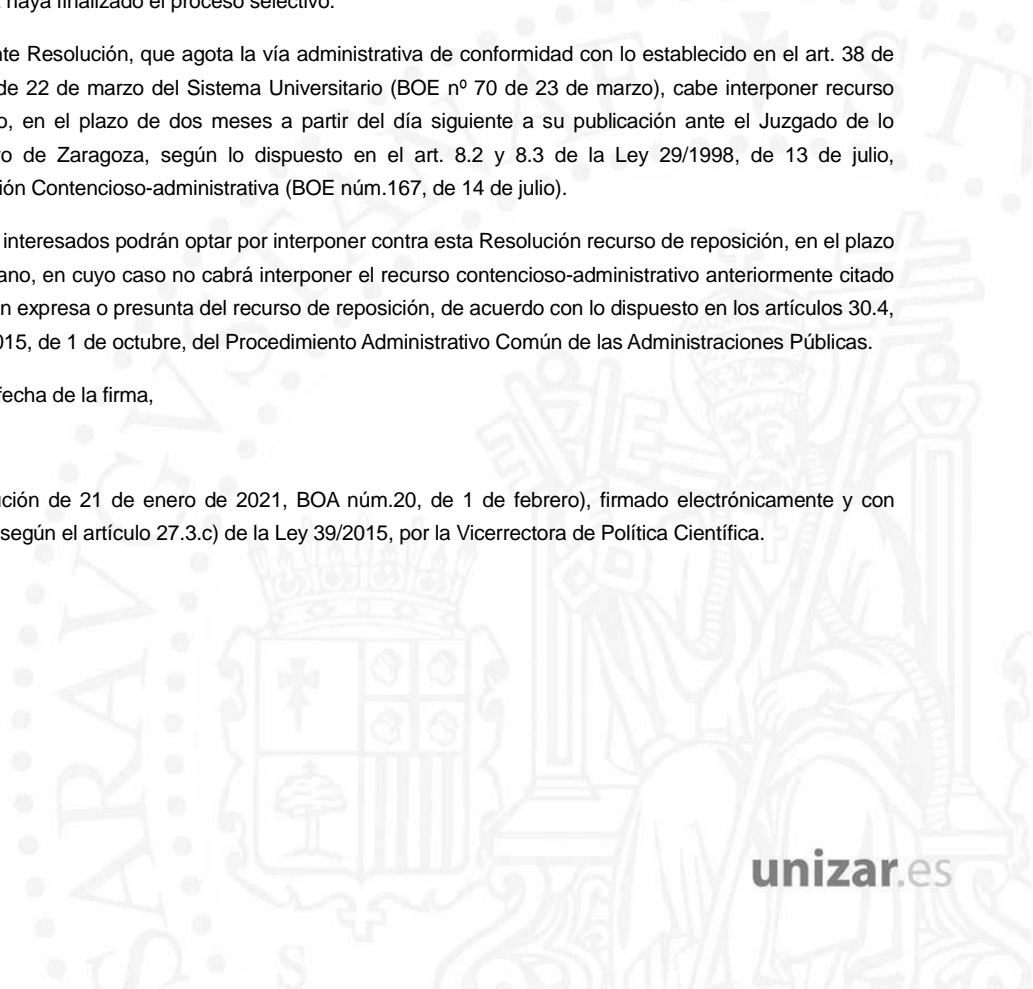 haya finalizado el proceso selectivo.
nte Resolución, que agota la vía administrativa de conformidad con lo establecido en el art. 38 de
de 22 de marzo del Sistema Universitario (BOE nº 70 de 23 de marzo), cabe interponer recurso
o, en el plazo de dos meses a partir del día siguiente a su publicación ante el Juzgado de lo
vo de Zaragoza, según lo dispuesto en el art. 8.2 y 8.3 de la Ley 29/1998, de 13 de julio,
ión Contencioso-administrativa (BOE núm.167, de 14 de julio).
interesados podrán optar por interponer contra esta Resolución recurso de reposición, en el plazo
ano, en cuyo caso no cabrá interponer el recurso contencioso-administrativo anteriormente citado
n expresa o presunta del recurso de reposición, de acuerdo con lo dispuesto en los artículos 30.4,
015, de 1 de octubre, del Procedimiento Administrativo Común de las Administraciones Públicas.
fecha de la firma,
ución de 21 de enero de 2021, BOA núm.20, de 1 de febrero), firmado electrónicamente y con
según el artículo 27.3.c) de la Ley 39/2015, por la Vicerrectora de Política Científica.
unizar.es